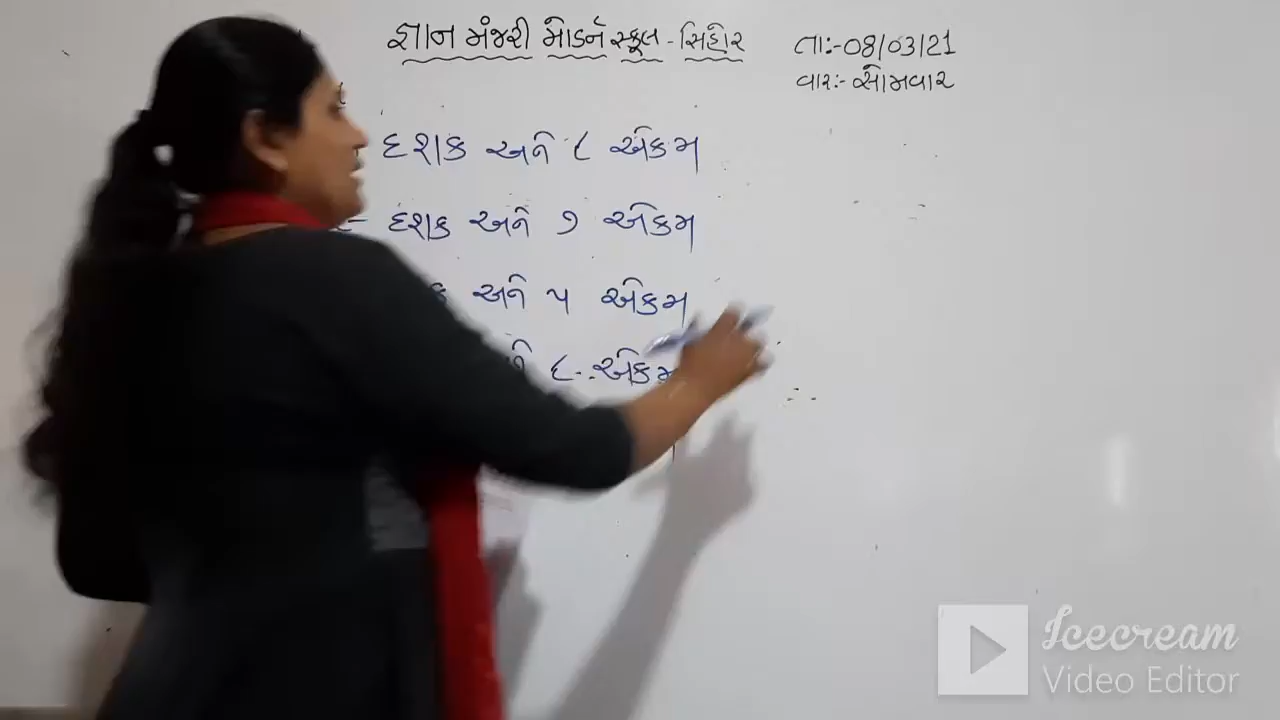 જ્ઞાન મંજરી મોડર્ન સ્કૂલ - સિહોર
તા:-08/03/21
વાર:- સોમવાર
દશક અને ૮ એકમ
દશક અને ૭ એકમ
અને ૫ એકમ
૯ એકમ
Icecream
Video Editor